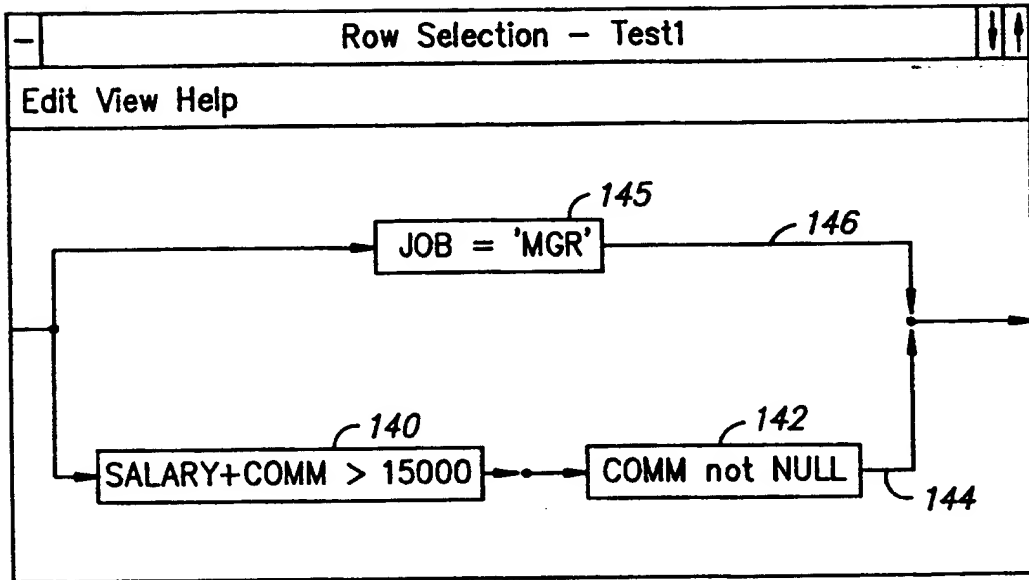 Row Selection – Test1
Edit View Help
145
JOB = 'MGR'
146
140
142
SALARY+COMM > 15000
COMM not NULL
144